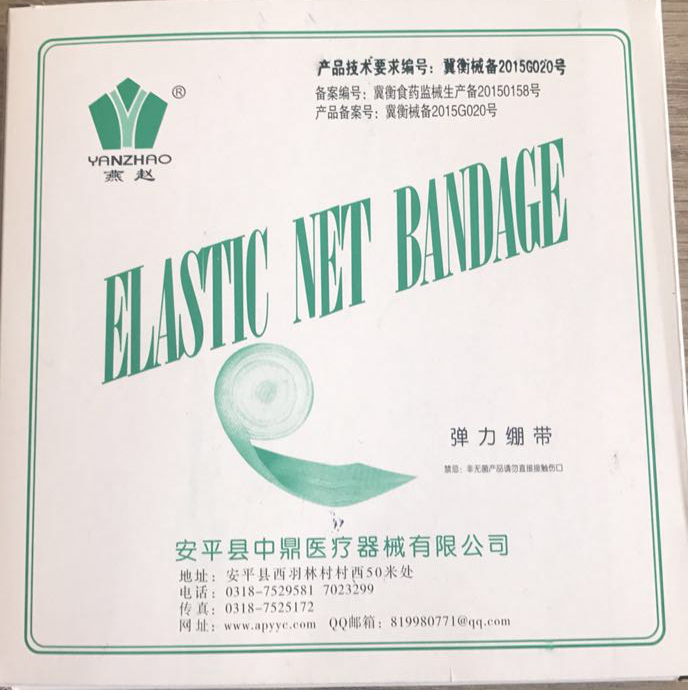 产品技术要求编号：冀衡械备2015G020号
备案编号：冀衡食药监械生产备20150158号
产品备案号：冀衡械备2015G020号
®
YANZHAO
燕赵
ELASTIC NET BANDAGE
弹力绷带
禁忌：非无菌产品请勿直接接触伤口
安平县中鼎医疗器械有限公司
地址：安平县西羽林村村西50米处
电话：0318-7529581 7023299
传真：0318-7525172
网址：www.apyyc.com QQ邮箱：819980771@qq.com